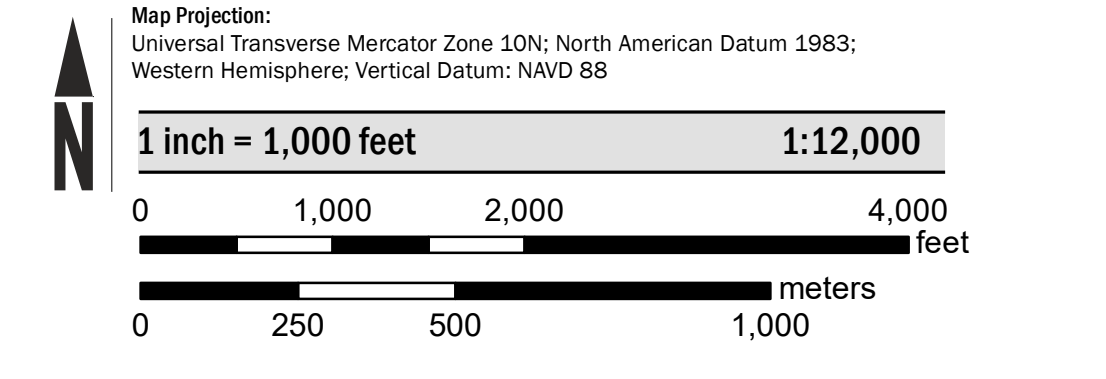 N
Map Projection:
Universal Transverse Mercator Zone 10N; North American Datum 1983;
Western Hemisphere; Vertical Datum: NAVD 88
1 inch = 1,000 feet 1:12,000
0 1,000 2,000 4,000
feet
meters
0 250 500 1,000